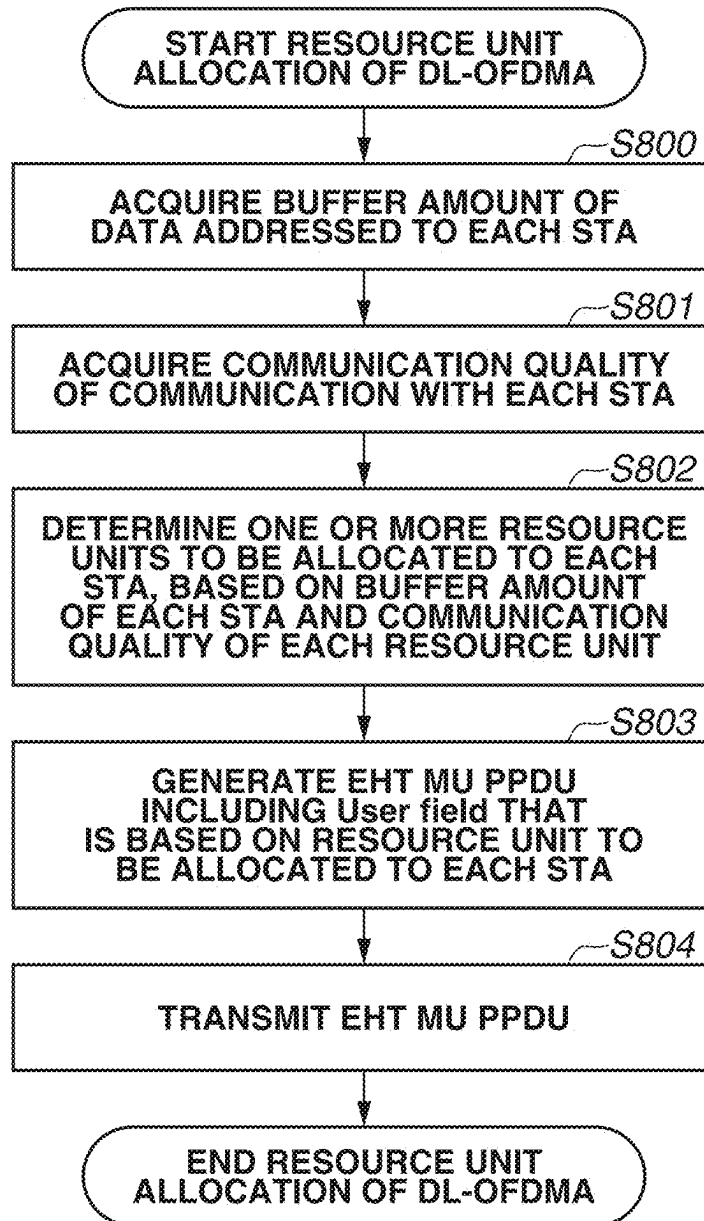 START RESOURCE UNIT
ALLOCATION OF DL-OFDMA
S800
ACQUIRE BUFFER AMOUNT OF
DATA ADDRESSED TO EACH STA
S801
ACQUIRE COMMUNICATION QUALITY
OF COMMUNICATION WITH EACH STA
S802
DETERMINE ONE OR MORE RESOURCE
UNITS TO BE ALLOCATED TO EACH
STA, BASED ON BUFFER AMOUNT
OF EACH STA AND COMMUNICATION
QUALITY OF EACH RESOURCE UNIT
S803
GENERATE EHT MU PPDU
INCLUDING User field THAT
IS BASED ON RESOURCE UNIT TO
BE ALLOCATED TO EACH STA
S804
TRANSMIT EHT MU PPDU
END RESOURCE UNIT
ALLOCATION OF DL-OFDMA